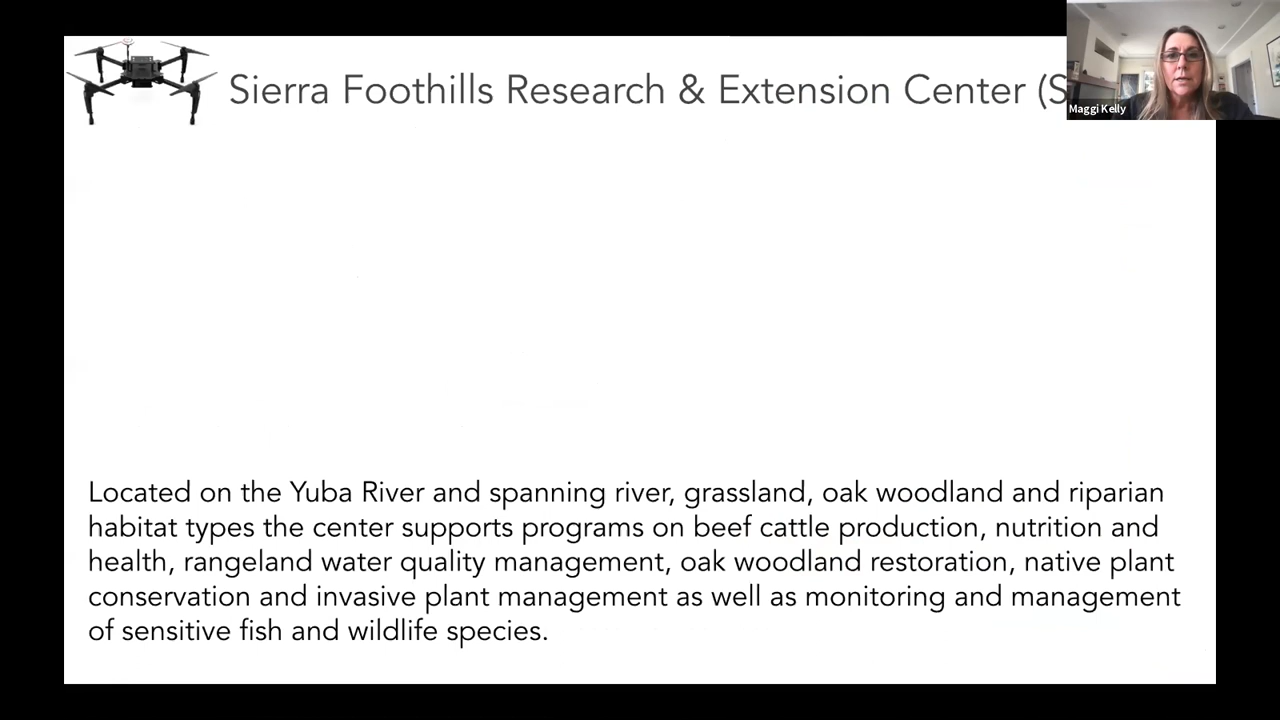 Sierra Foothills Research & Extension Center (S
Maggi Kelly
Located on the Yuba River and spanning river, grassland, oak woodland and riparian
habitat types the center supports programs on beef cattle production, nutrition and
health, rangeland water quality management, oak woodland restoration, native plant
conservation and invasive plant management as well as monitoring and management
of sensitive fish and wildlife species.